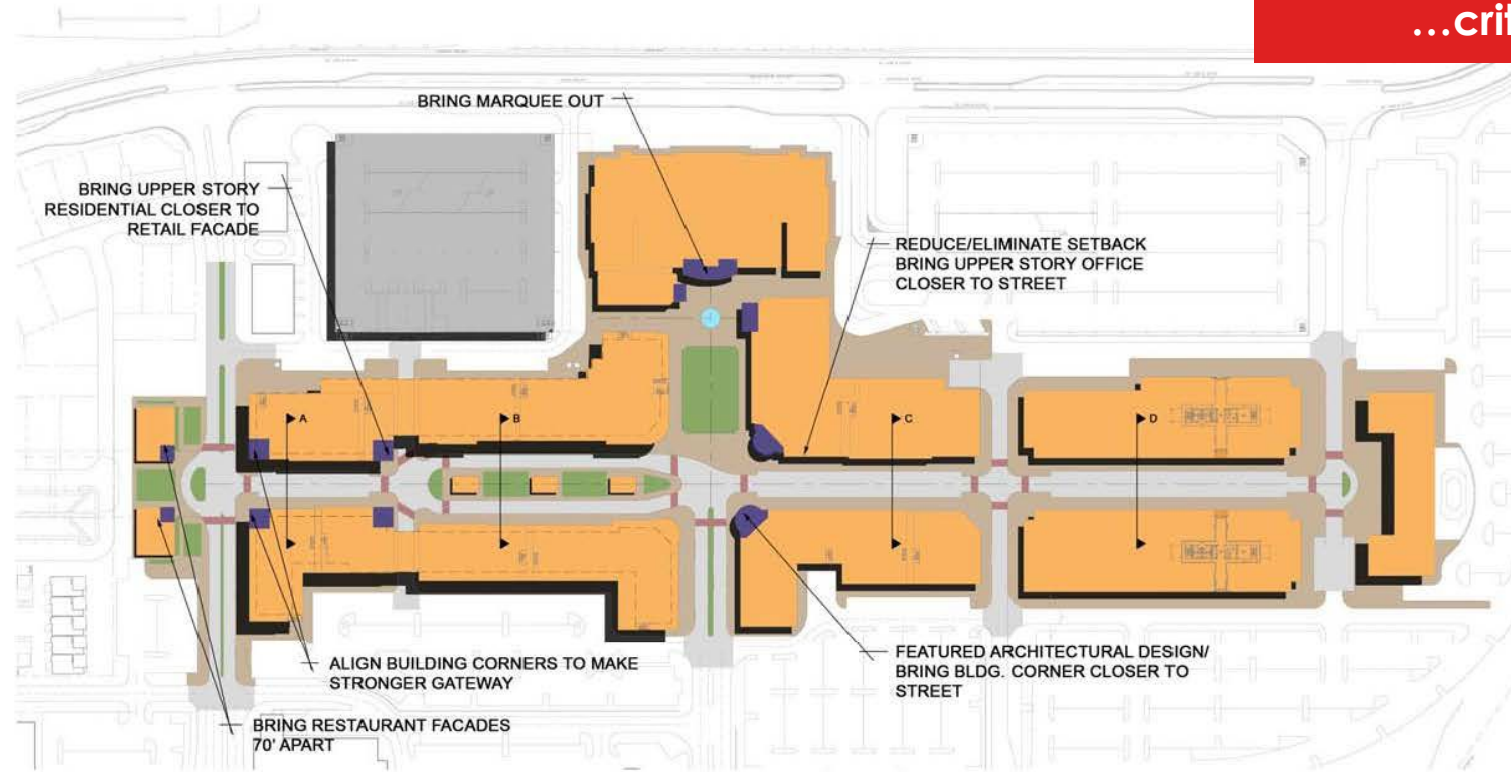 ...crit
BRING MARQUEE OUT
BRING UPPER STORY
RESIDENTIAL CLOSER TO
RETAIL FACADE
REDUCE/ELIMINATE SETBACK
BRING UPPER STORY OFFICE
CLOSER TO STREET
A
B
C
D
ALIGN BUILDING CORNERS TO MAKE
STRONGER GATEWAY
FEATURED ARCHITECTURAL DESIGN/
BRING BLDG. CORNER CLOSER TO
STREET
BRING RESTAURANT FACADES
70' APART